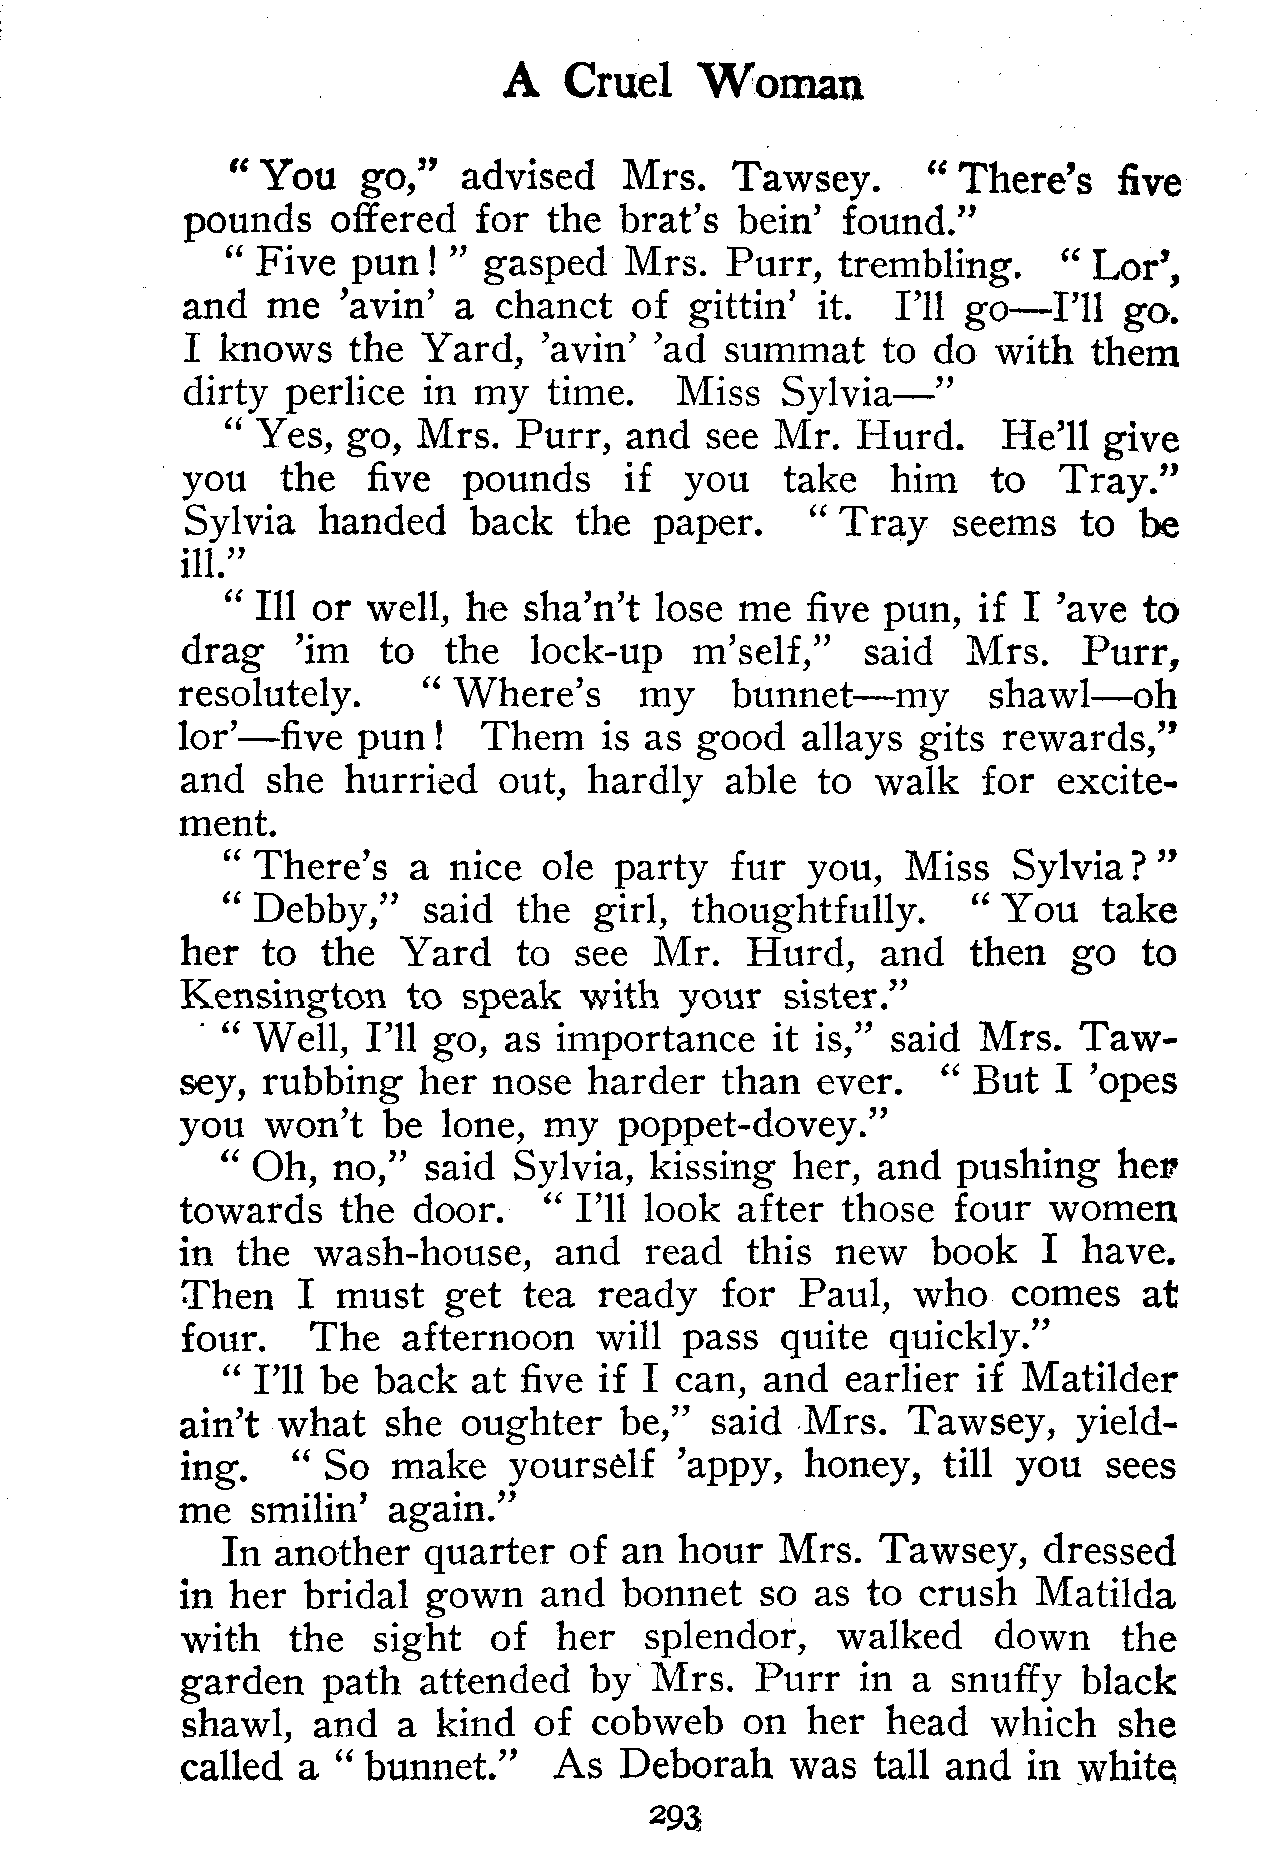 A Cruel Woman
“ You go,” advised Mrs. Tawsey. “ There’s five
pounds offered for the brat’s bein’ found.”
“ Five pun ! ” gasped Mrs. Purr, trembling. “ Lor’,
and me ’avin’ a chanct of gittin’ it. I’ll go—I’ll go.
I knows the Yard, ’avin’ ’ad summat to do with them
dirty perlice in my time. Miss Sylvia—”
“ Yes, go, Mrs. Purr, and see Mr. Hurd. He’ll give
you the five pounds if you take him to Tray.”
Sylvia handed back the paper. “ Tray seems to be
ill.”
“ Ill or well, he sha’n’t lose me five pun, if I ’ave to
drag ’im to the lock-up m’self,” said Mrs. Purr,
resolutely. “ Where’s my bunnet—my shawl—oh
lor’—five pun ! Them is as good allays gits rewards,”
and she hurried out, hardly able to walk for excite-
ment.
“ There’s a nice ole party fur you, Miss Sylvia ? ”
“ Debby,” said the girl, thoughtfully. “ You take
her to the Yard to see Mr. Hurd, and then go to
Kensington to speak with your sister.”
“ Well, I’ll go, as importance it is,” said Mrs. Taw-
sey, rubbing her nose harder than ever. “ But I ’opes
you won’t be lone, my poppet-dovey.”
“ Oh, no,” said Sylvia, kissing her, and pushing her
towards the door. “ I’ll look after those four women
in the wash-house, and read this new book I have.
Then I must get tea ready for Paul, who comes at
four. The afternoon will pass quite quickly.”
“ I’ll be back at five if I can, and earlier if Matilder
ain’t what she oughter be,” said Mrs. Tawsey, yield-
ing. “ So make yourself ’appy, honey, till you sees
me smilin’ again.”
In another quarter of an hour Mrs. Tawsey, dressed
in her bridal gown and bonnet so as to crush Matilda
with the sight of her splendor, walked down the
garden path attended by Mrs. Purr in a snuffy black
shawl, and a kind of cobweb on her head which she
called a “ bunnet.” As Deborah was tall and in white
293